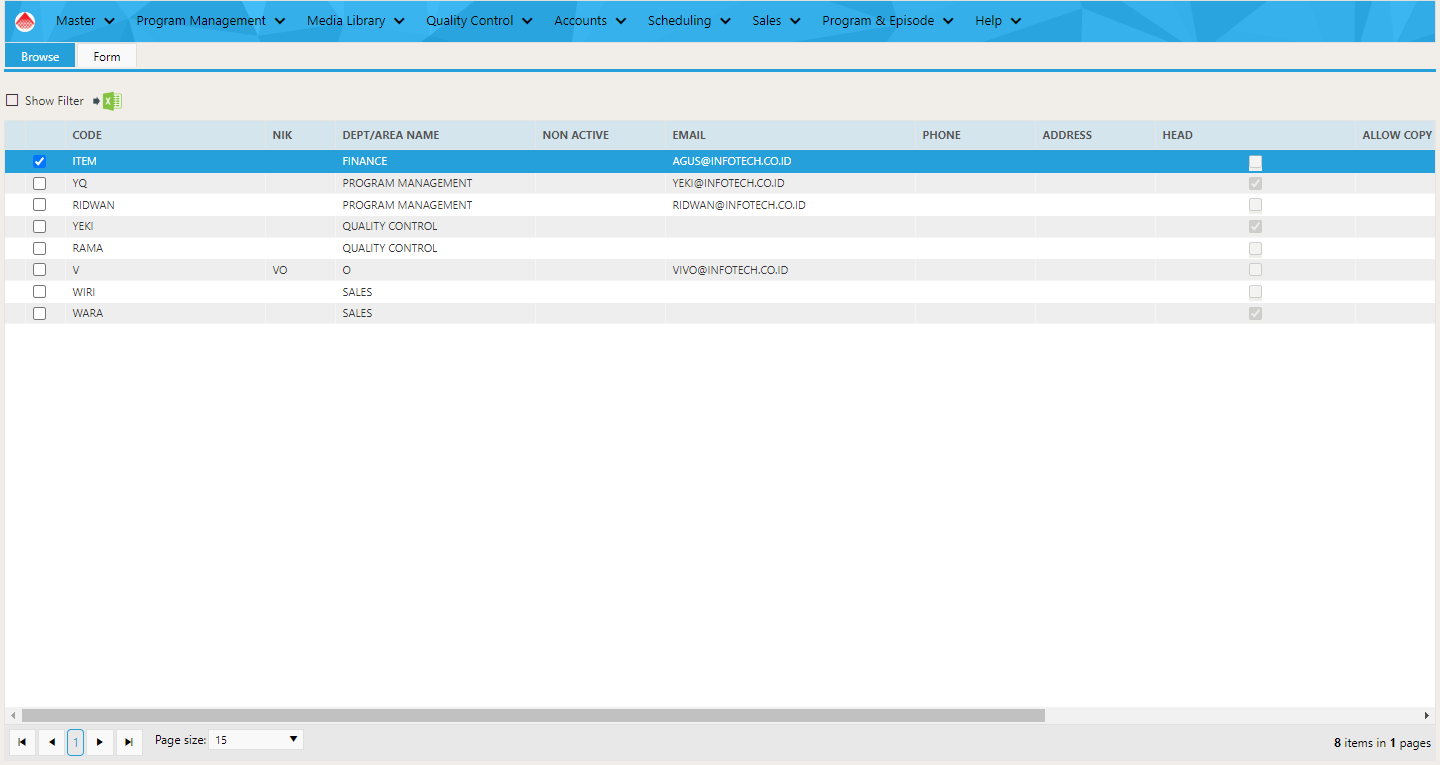 Master Program Management Media Library Quality Control Accounts Scheduling Sales Program & Episode Help
Browse Form
Show Filter
CODE NIK DEPT/AREA NAME NON ACTIVE EMAIL PHONE ADDRESS HEAD ALLOW COPY
ITEM FINANCE AGUS@INFOTECH.CO.ID
YQ PROGRAM MANAGEMENT YEKI@INFOTECH.CO.ID
RIDWAN PROGRAM MANAGEMENT RIDWAN@INFOTECH.CO.ID
YEKI QUALITY CONTROL
RAMA QUALITY CONTROL
V VO O VIVO@INFOTECH.CO.ID
WIRI SALES
WARA SALES
1 Page size: 15 8 items in 1 pages